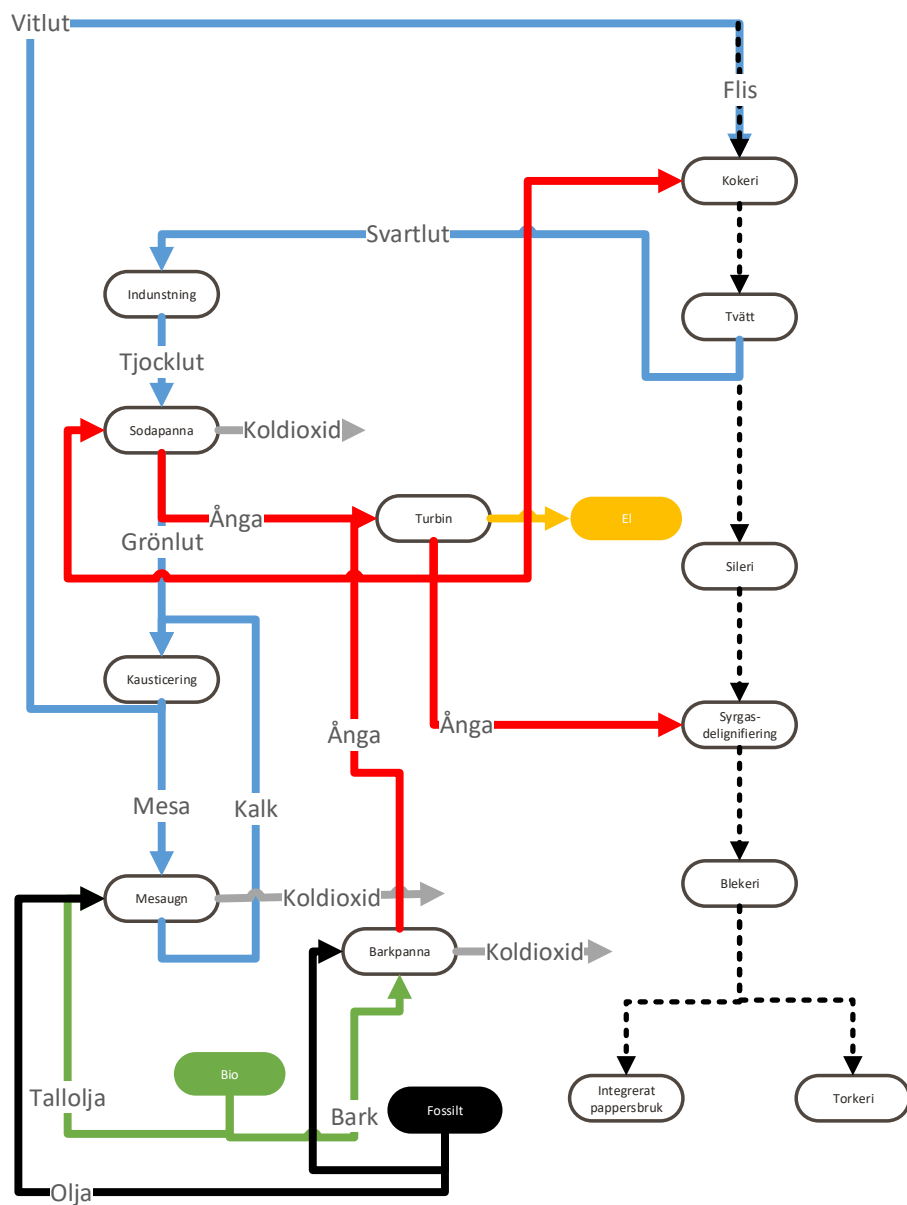 Vitlut
Flis
Kokeri
Svartlut
Indunstning
Tvätt
Tjocklut
Sodapanna
Koldioxid
Ånga
Turbin
El
Grönlut
Sileri
Kausticering
Ånga
Ånga
Syrgas-
delignifiering
Mesa
Kalk
Mesaugn
Koldioxid
Blekeri
Barkpanna
Koldioxid
Bio
Tallolja
Bark
Fossilt
Integrerat
pappersbruk
Torkeri
Olja